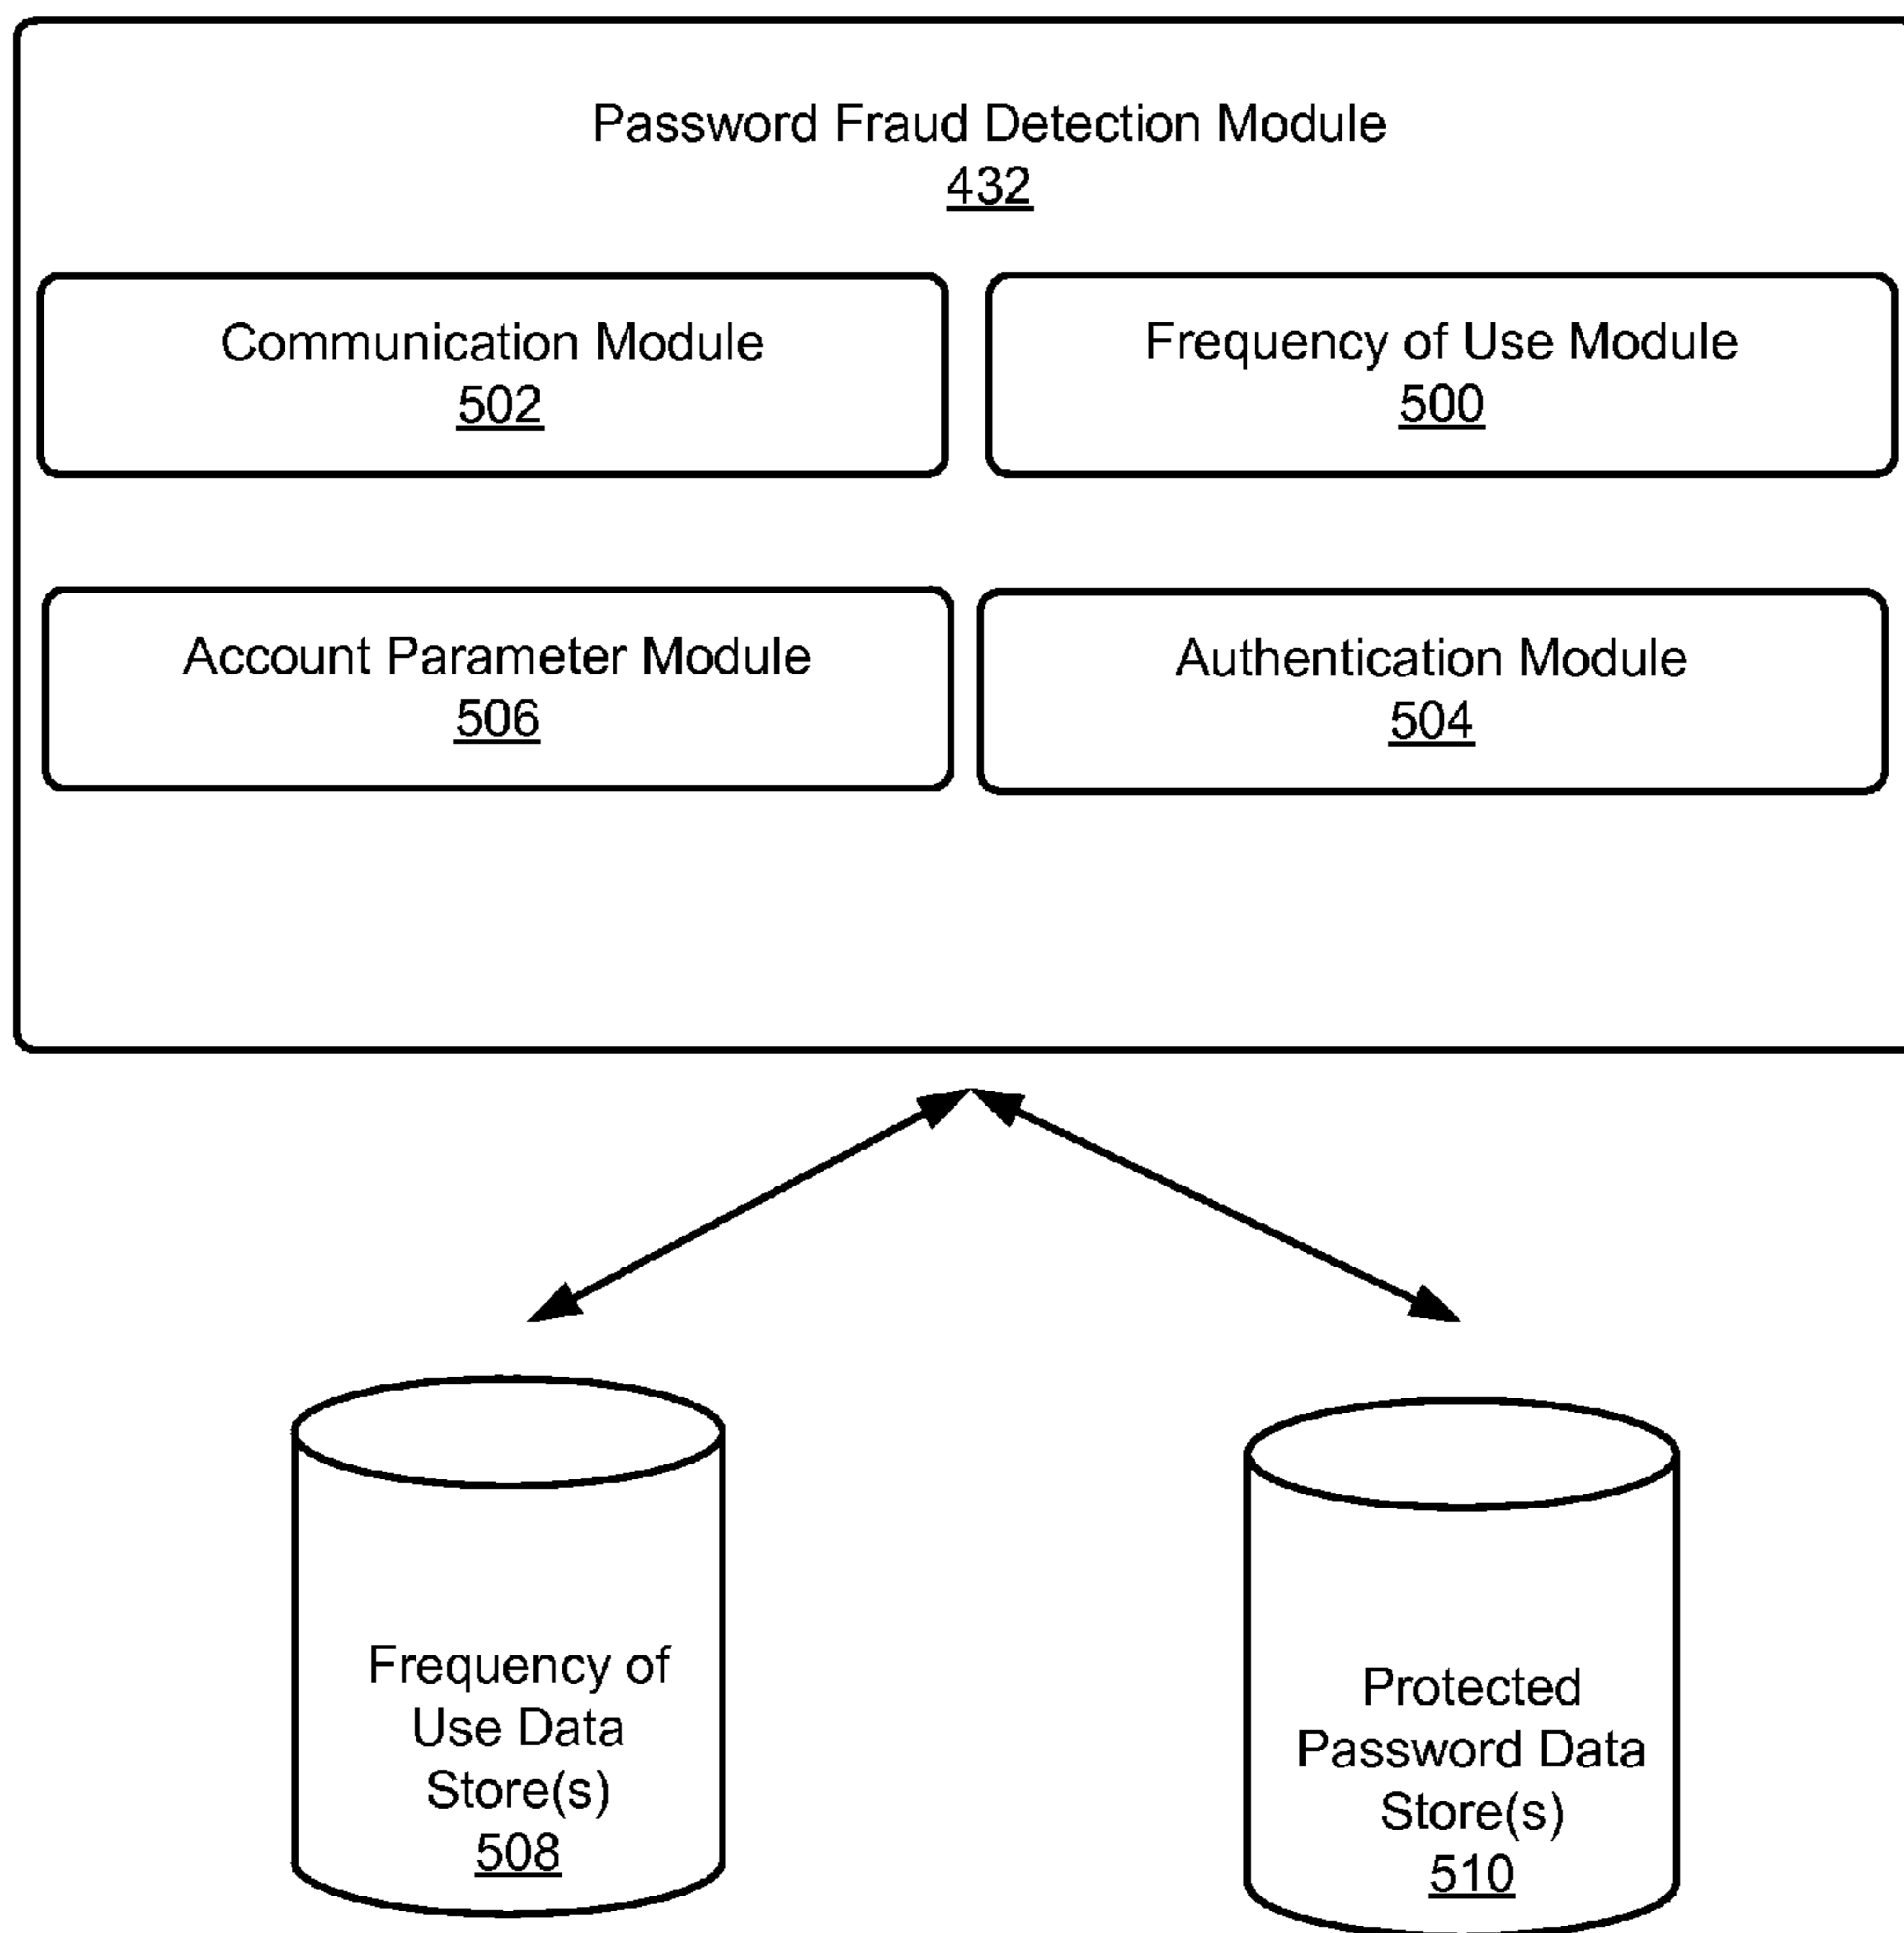 Password Fraud Detection Module
432
Communication Module
502
Frequency of Use Module
500
Account Parameter Module
506
Authentication Module
504
Frequency of
Use Data
Store(s)
508
Protected
Password Data
Store(s)
510